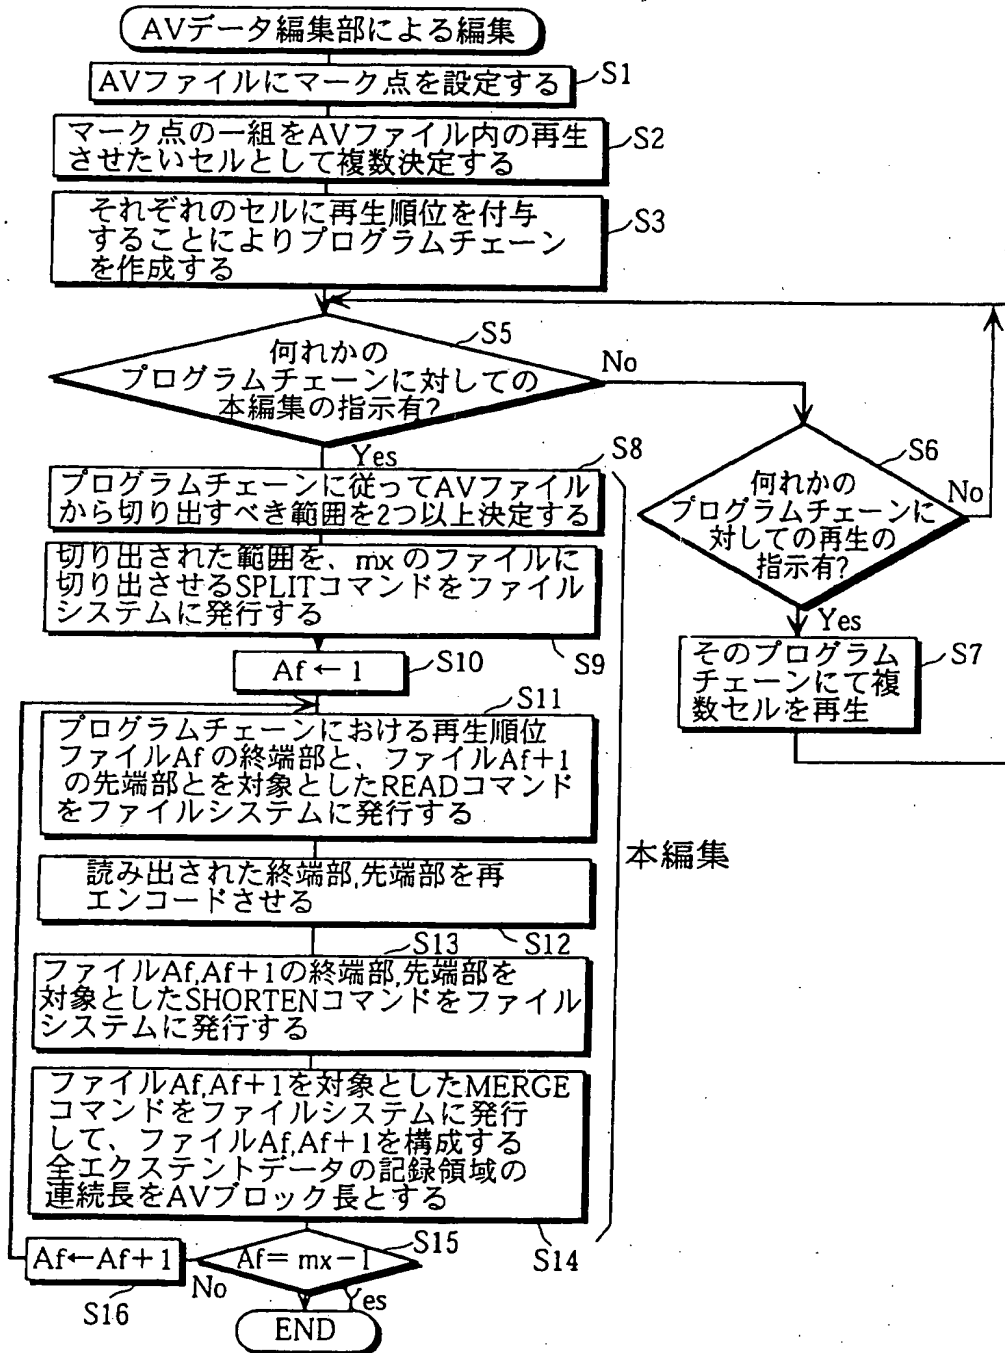 AVデータ編集部による編集
AVファイルにマーク点を設定する
S1
マーク点の一組をAVファイル内の再生
させたいセルとして複数決定する
S2
それぞれのセルに再生順位を付与
することによりプログラムチェーン
を作成する
S3
S5
何れかの
プログラムチェーンに対しての
本編集の指示有?
No
Yes
S6
何れかの
プログラムチェーンに
対しての再生の
指示有?
No
Yes
S7
そのプログラム
チェーンにて複
数セルを再生
S8
プログラムチェーンに従ってAVファイル
から切り出すべき範囲を2つ以上決定する
切り出された範囲を、mxのファイルに
切り出させるSPLITコマンドをファイル
システムに発行する
S9
Af←1
S10
S11
プログラムチェーンにおける再生順位
ファイルAfの終端部と、ファイルAf+1
の先端部とを対象としたREADコマンド
をファイルシステムに発行する
本編集
読み出された終端部,先端部を再
エンコードさせる
S12
S13
ファイルAf,Af+1の終端部,先端部を
対象としたSHORTENコマンドをファイル
システムに発行する
ファイルAf,Af+1を対象としたMERGE
コマンドをファイルシステムに発行
して、ファイルAf,Af+1を構成する
全エクステントデータの記録領域の
連続長をAVブロック長とする
S14
Af=mx-1
S15
Af←Af+1
No
S16
Yes
END